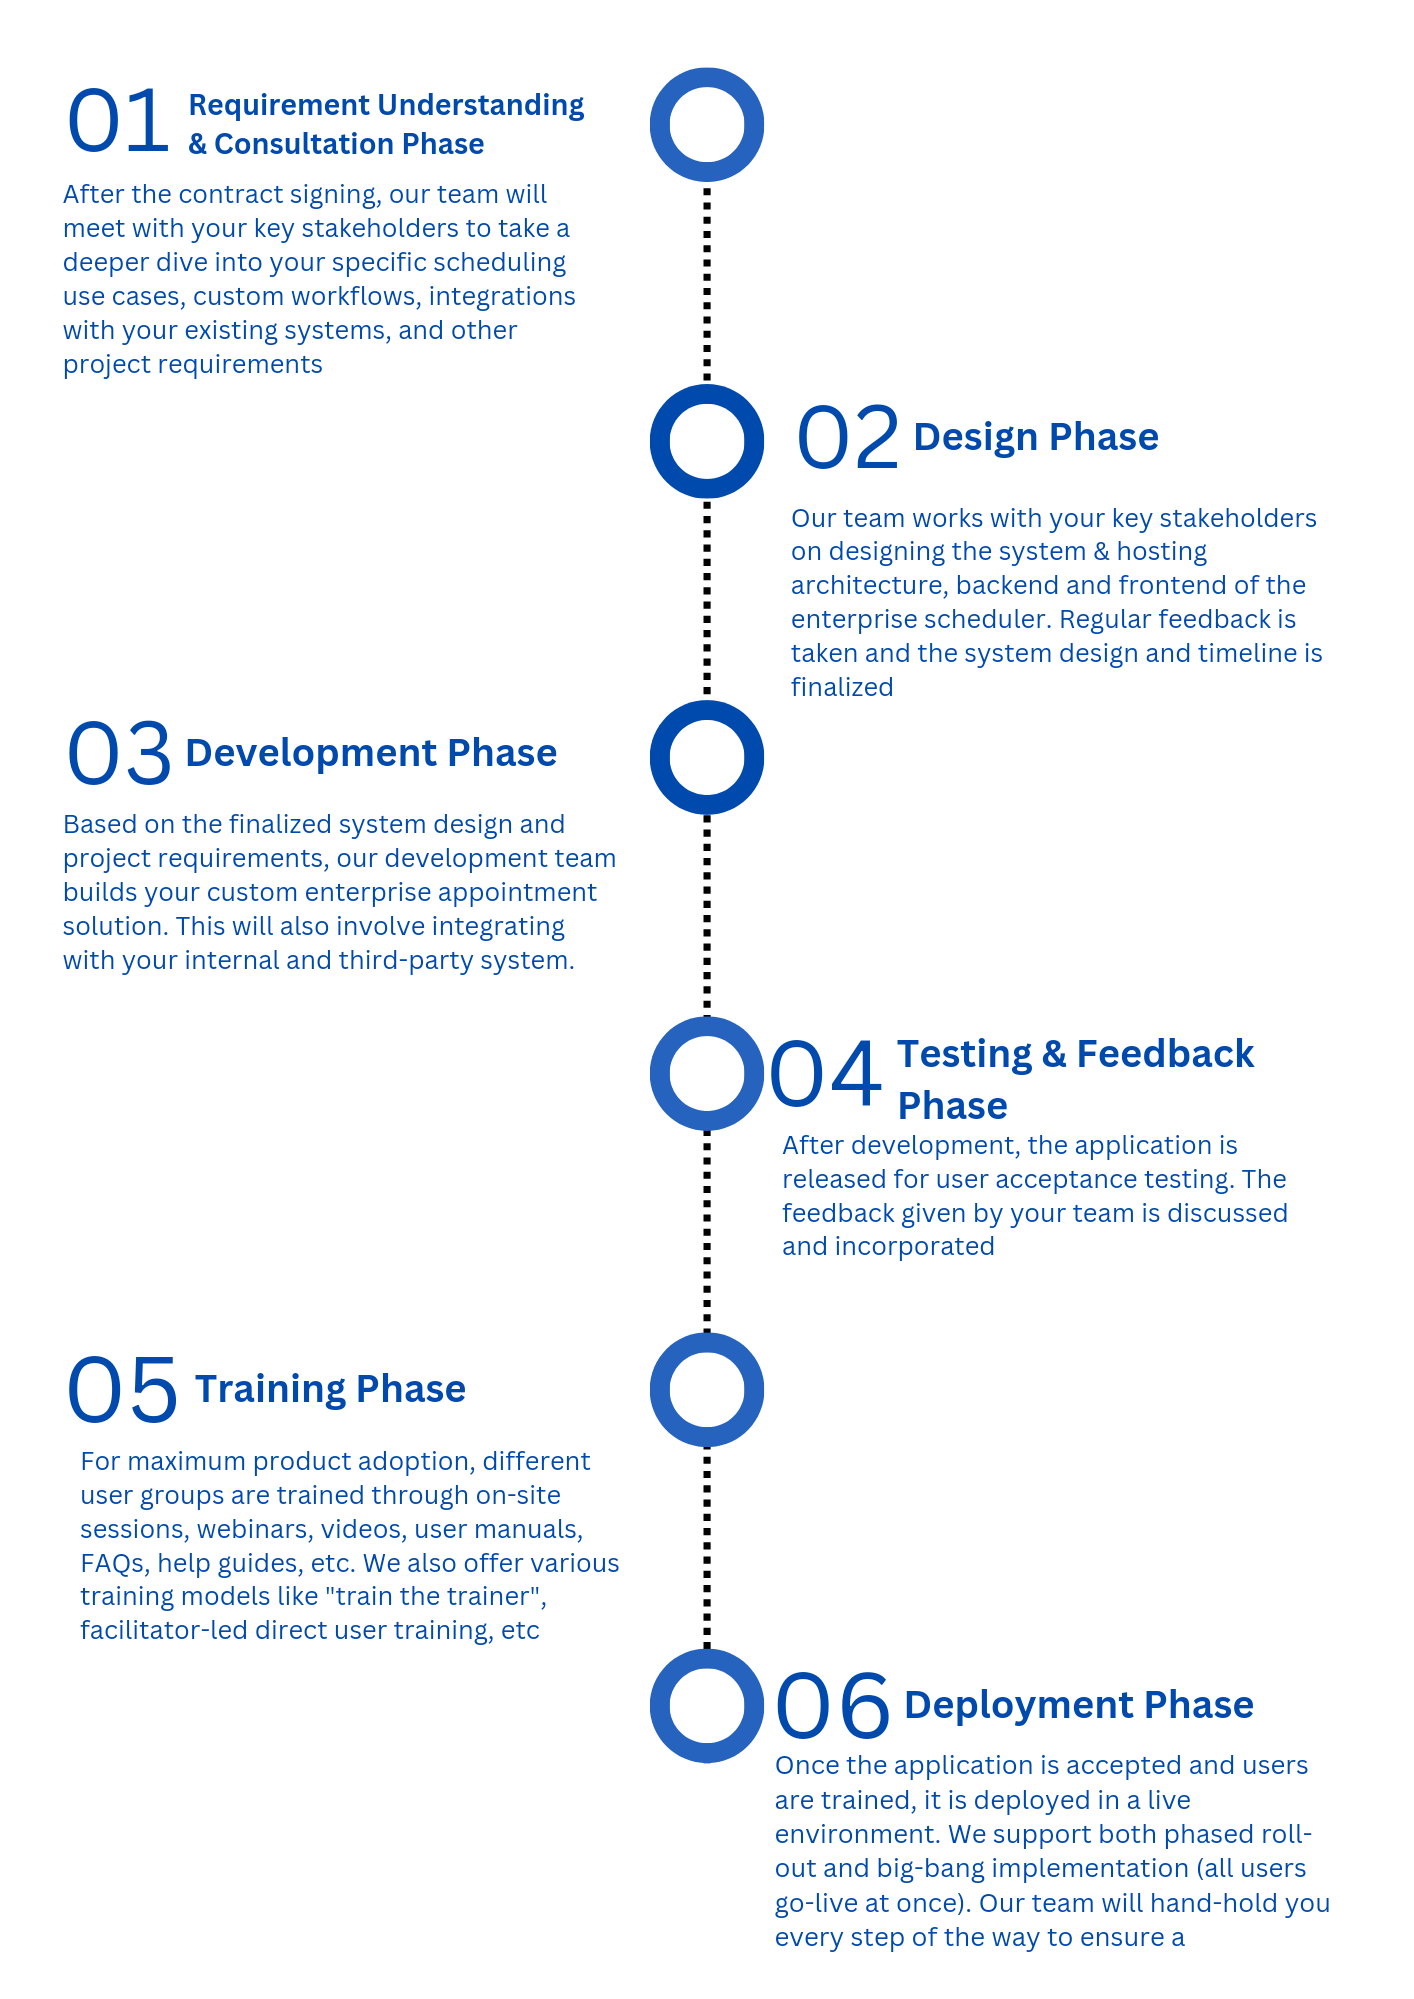 01 Requirement Understanding
& Consultation Phase
After the contract signing, our team will
meet with your key stakeholders to take a
deeper dive into your specific scheduling
use cases, custom workflows, integrations
with your existing systems, and other
project requirements
02 Design Phase
Our team works with your key stakeholders
on designing the system & hosting
architecture, backend and frontend of the
enterprise scheduler. Regular feedback is
taken and the system design and timeline is
finalized
03 Development Phase
Based on the finalized system design and
project requirements, our development team
builds your custom enterprise appointment
solution. This will also involve integrating
with your internal and third-party system.
04 Testing & Feedback
Phase
After development, the application is
released for user acceptance testing. The
feedback given by your team is discussed
and incorporated
05 Training Phase
For maximum product adoption, different
user groups are trained through on-site
sessions, webinars, videos, user manuals,
FAQs, help guides, etc. We also offer various
training models like "train the trainer",
facilitator-led direct user training, etc
06 Deployment Phase
Once the application is accepted and users
are trained, it is deployed in a live
environment. We support both phased roll-
out and big-bang implementation (all users
go-live at once). Our team will hand-hold you
every step of the way to ensure a